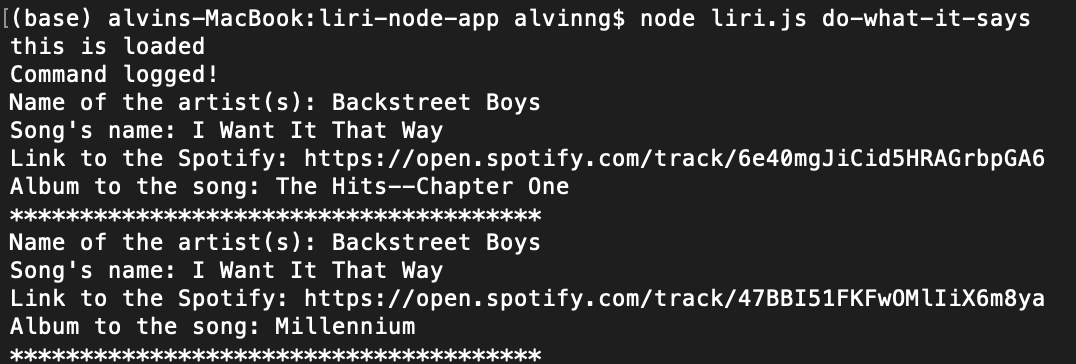 [(base) alvins-MacBook:liri-node-app alvinng$ node liri.js do-what-it-says
this is loaded
Command logged!
Name of the artist(s): Backstreet Boys
Song's name: I Want It That Way
Link to the Spotify: https://open.spotify.com/track/6e40mgJiCid5HRAGrbpGA6
Album to the song: The Hits--Chapter One
**************************************
Name of the artist(s): Backstreet Boys
Song's name: I Want It That Way
Link to the Spotify: https://open.spotify.com/track/47BBI51FKFwOMlIiX6m8ya
Album to the song: Millennium
**************************************